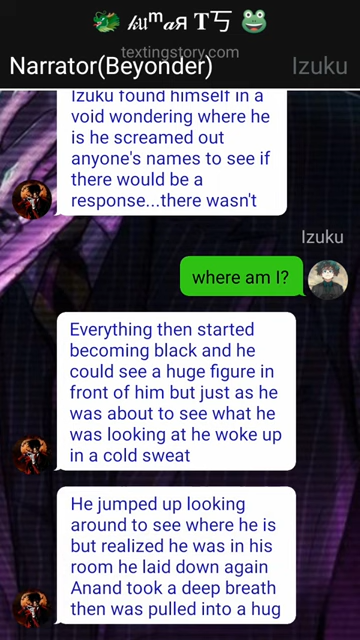 𝓀𝓊ᵐ𝒶Я 𝐓丂
textingstory.com
Narrator(Beyonder)
Izuku
Izuku found himself in a
void wondering where he
is he screamed out
anyone's names to see if
there would be a
response...there wasn't
Izuku
where am I?
Everything then started
becoming black and he
could see a huge figure in
front of him but just as he
was about to see what he
was looking at he woke up
in a cold sweat
He jumped up looking
around to see where he is
but realized he was in his
room he laid down again
Anand took a deep breath
then was pulled into a hug